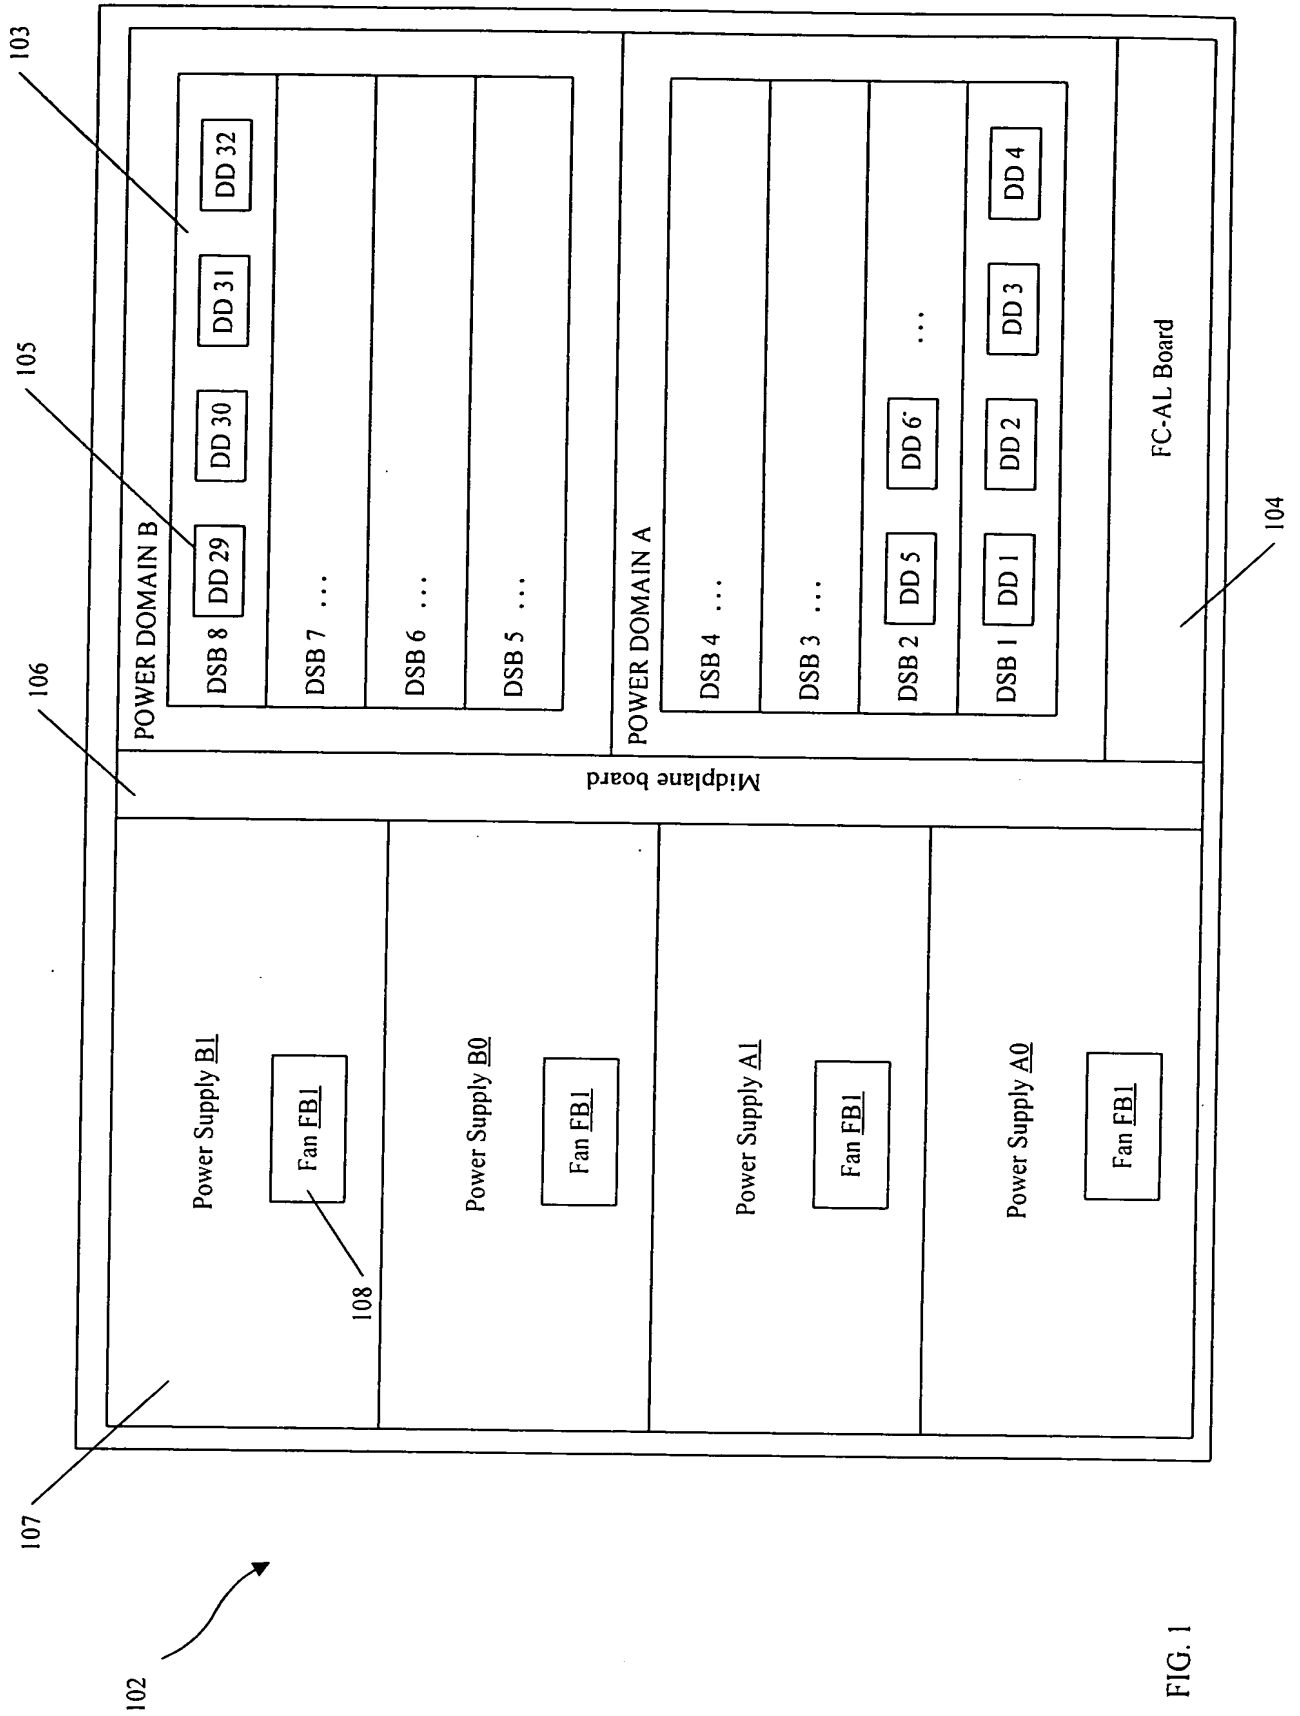 102
107
106
105
103
Power Supply B1
Fan FB1
108
Power Supply B0
Fan FB1
Power Supply A1
Fan FB1
Power Supply A0
Fan FB1
Midplane board
POWER DOMAIN B
DSB 8 DD 29 DD 30 DD 31 DD 32
DSB 7 ...
DSB 6 ...
DSB 5 ...
POWER DOMAIN A
DSB 4 ...
DSB 3 ...
DSB 2 DD 5 DD 6 ...
DSB 1 DD 1 DD 2 DD 3 DD 4
FC-AL Board
104
FIG. 1